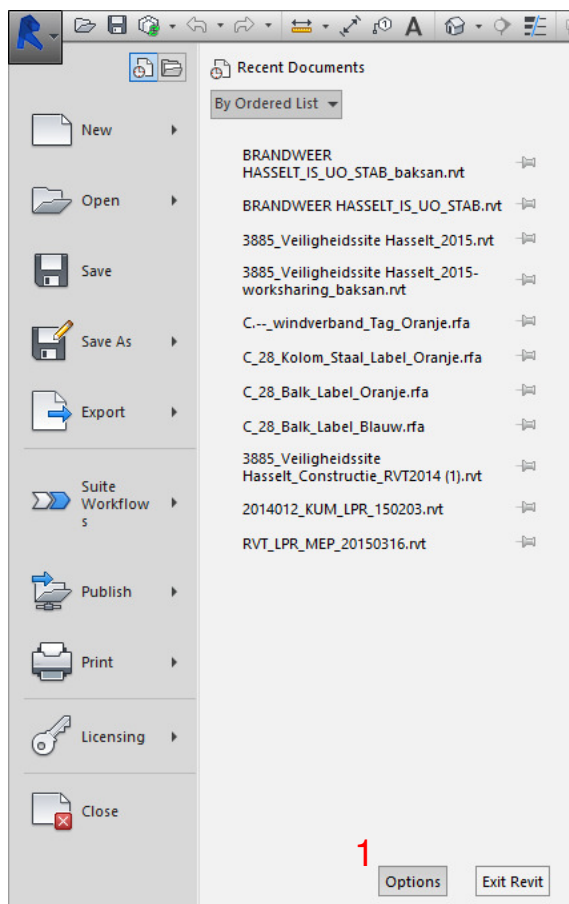 Recent Documents
By Ordered List
New
BRANDWEER
HASSELT_IS_UO_STAB_baksan.rvt
Open
BRANDWEER HASSELT_IS_UO_STAB.rvt
3885_Veiligheidssite Hasselt_2015.rvt
Save
3885_Veiligheidssite Hasselt_2015-
worksharing_baksan.rvt
C.--_windverband_Tag_Oranje.rfa
Save As
C_28_Kolom_Staal_Label_Oranje.rfa
C_28_Balk_Label_Oranje.rfa
Export
C_28_Balk_Label_Blauw.rfa
3885_Veiligheidssite
Hasselt_Constructie_RVT2014 (1).rvt
Suite
Workflow
s
2014012_KUM_LPR_150203.rvt
RVT_LPR_MEP_20150316.rvt
Publish
Print
Licensing
Close
1
Options
Exit Revit